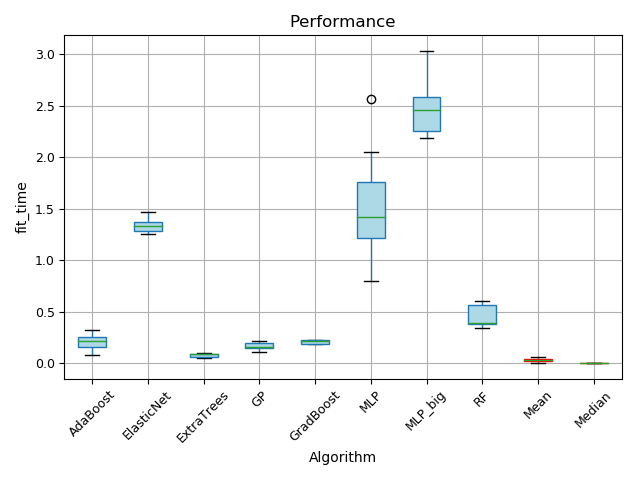 Performance
3.0
2.5
2.0
1.5
1.0
0.5
0.0
fit_time
AdaBoost
ElasticNet
ExtraTrees
GP
GradBoost
MLP
MLP_big
RF
Mean
Median
Algorithm